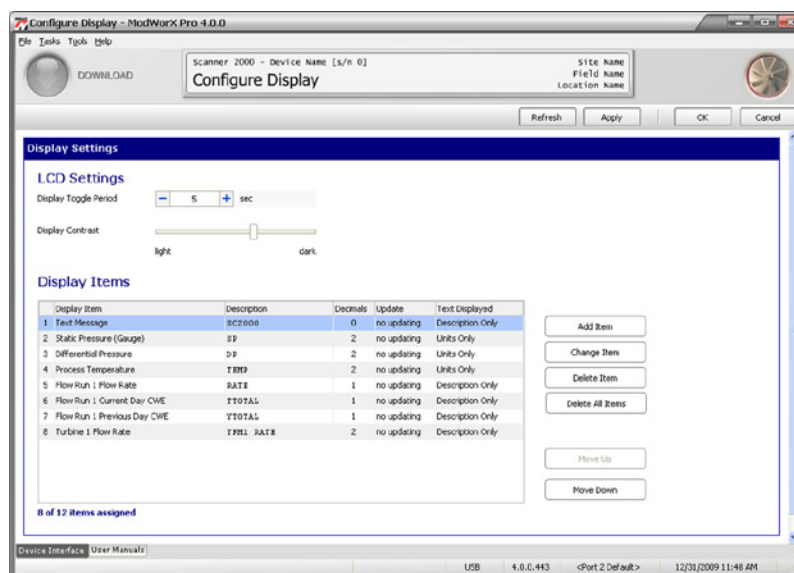 Configure Display - ModWorX Pro 4.0.0
File Tasks Tools Help
DOWNLOAD
Scanner 2000 - Device Name [s/n 0]
Configure Display
Site Name
Field Name
Location Name
Refresh Apply OK Cancel
Display Settings
LCD Settings
Display Toggle Period - 5 + sec
Display Contrast
light dark
Display Items
Display Item Description Decimals Update Text Displayed
1 Text Message SC2000 0 no updating Description Only
2 Static Pressure (Gauge) SP 2 no updating Units Only
3 Differential Pressure DP 2 no updating Units Only
4 Process Temperature TEMP 2 no updating Units Only
5 Flow Run 1 Flow Rate RATE 1 no updating Description Only
6 Flow Run 1 Current Day CWE TTOTAL 1 no updating Description Only
7 Flow Run 1 Previous Day CWE YTOTAL 1 no updating Description Only
8 Turbine 1 Flow Rate TFM1 RATE 2 no updating Description Only
Add Item
Change Item
Delete Item
Delete All Items
Move Up
Move Down
8 of 12 items assigned
Device Interface User Manuals
USB 4.0.0.443 <Port 2 Default> 12/31/2009 11:48 AM